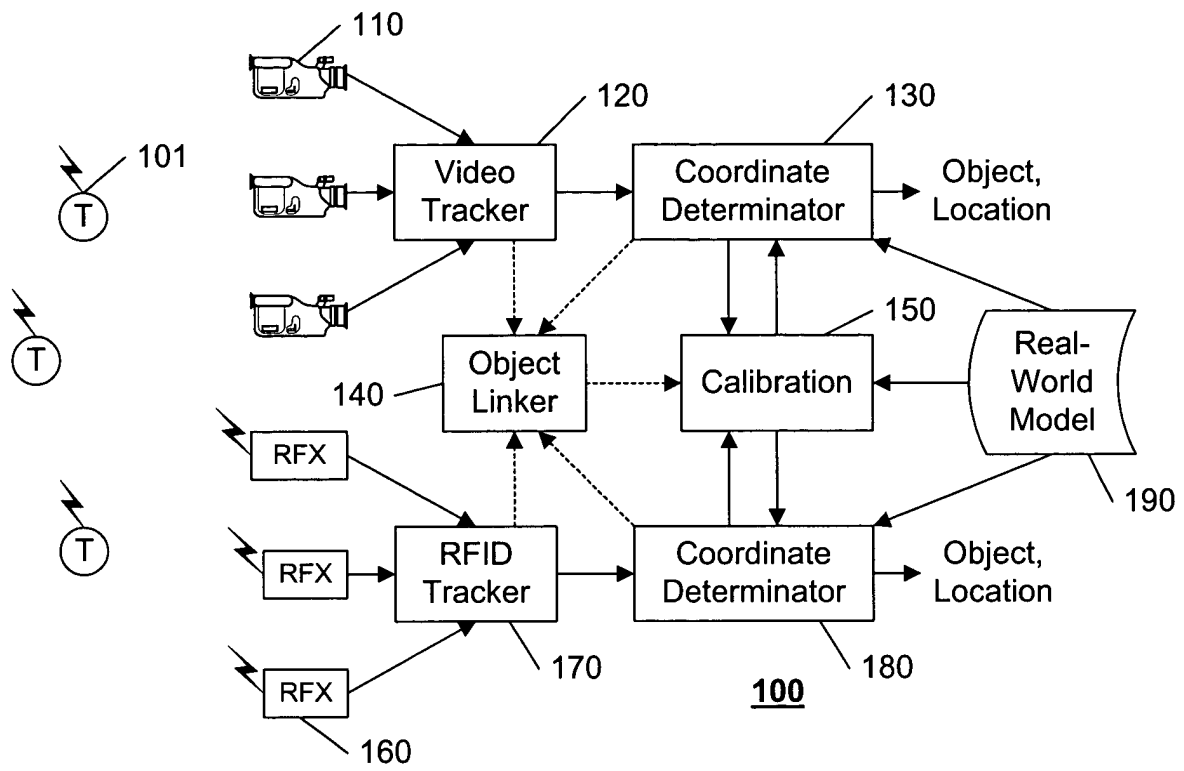 110
120
130
101
T
Video
Tracker
Coordinate
Determinator
Object,
Location
T
140
Object
Linker
150
Calibration
Real-
World
Model
190
RFX
T
RFX
RFID
Tracker
Coordinate
Determinator
Object,
Location
170
180
RFX
160
100